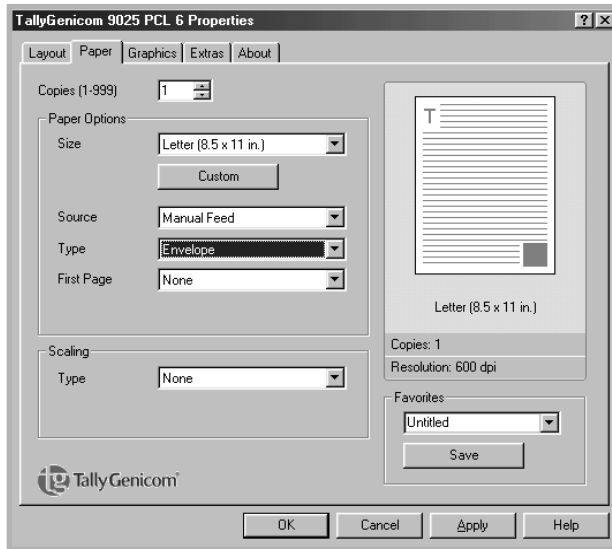 TallyGenicom 9025 PCL 6 Properties
Layout Paper Graphics Extras About
Copies (1-999) 1
Paper Options
Size Letter (8.5 x 11 in.)
Custom
Source Manual Feed
Type Envelope
First Page None
Scaling
Type None
T
Letter (8.5 x 11 in.)
Copies: 1
Resolution: 600 dpi
Favorites
Untitled
Save
tg TallyGenicom
OK Cancel Apply Help